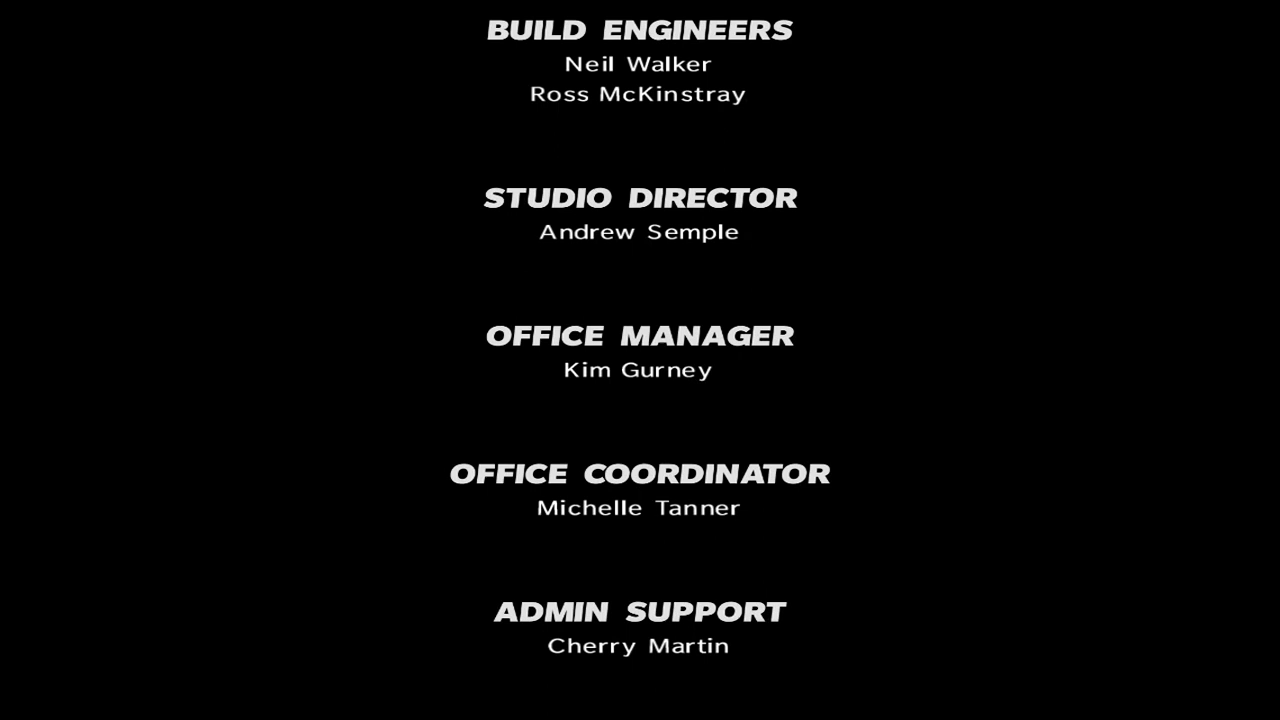 BUILD ENGINEERS
Neil Walker
Ross McKinstray
STUDIO DIRECTOR
Andrew Semple
OFFICE MANAGER
Kim Gurney
OFFICE COORDINATOR
Michelle Tanner
ADMIN SUPPORT
Cherry Martin